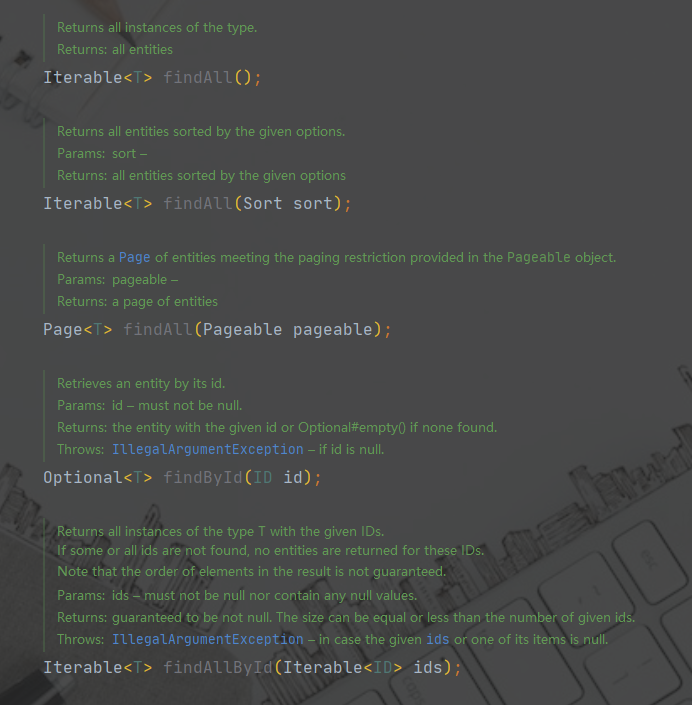 Returns all instances of the type.
Returns: all entities
Iterable<T> findAll();
Returns all entities sorted by the given options.
Params: sort –
Returns: all entities sorted by the given options
Iterable<T> findAll(Sort sort);
Returns a Page of entities meeting the paging restriction provided in the Pageable object.
Params: pageable –
Returns: a page of entities
Page<T> findAll(Pageable pageable);
Retrieves an entity by its id.
Params: id – must not be null.
Returns: the entity with the given id or Optional#empty() if none found.
Throws: IllegalArgumentException – if id is null.
Optional<T> findById(ID id);
Returns all instances of the type T with the given IDs.
If some or all ids are not found, no entities are returned for these IDs.
Note that the order of elements in the result is not guaranteed.
Params: ids – must not be null nor contain any null values.
Returns: guaranteed to be not null. The size can be equal or less than the number of given ids.
Throws: IllegalArgumentException – in case the given ids or one of its items is null.
Iterable<T> findAllById(Iterable<ID> ids);